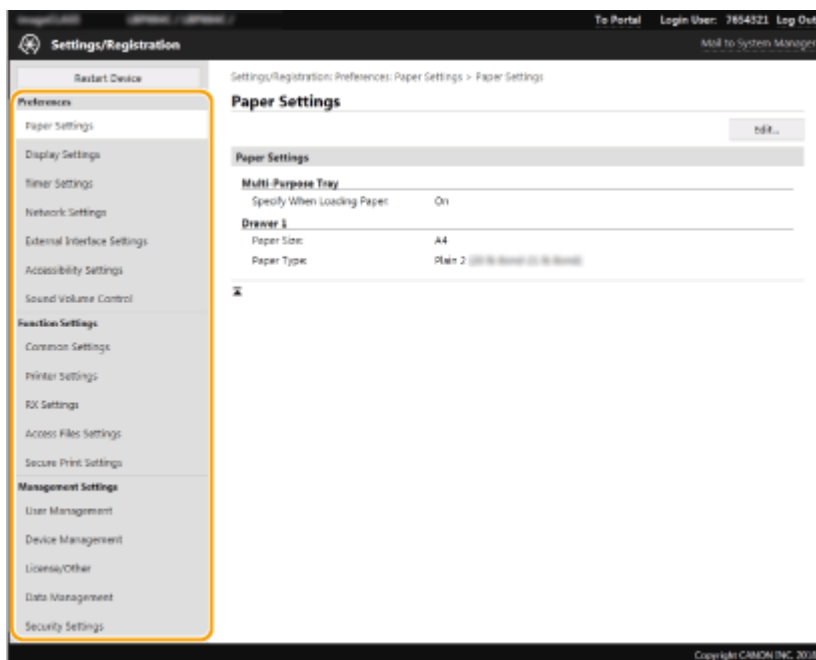 To Portal Login User: 7654321 Log Out
Settings/Registration
Mail to System Manager
Restart Device
Preferences
Paper Settings
Display Settings
Timer Settings
Network Settings
External Interface Settings
Accessibility Settings
Sound Volume Control
Function Settings
Common Settings
Printer Settings
RX Settings
Access Files Settings
Secure Print Settings
Management Settings
User Management
Device Management
License/Other
Data Management
Security Settings
Settings/Registration: Preferences: Paper Settings > Paper Settings
Paper Settings
Edit...
Paper Settings
Multi-Purpose Tray
Specify When Loading Paper: On
Drawer 1
Paper Size: A4
Paper Type: Plain 2
Copyright CANON INC. 2018